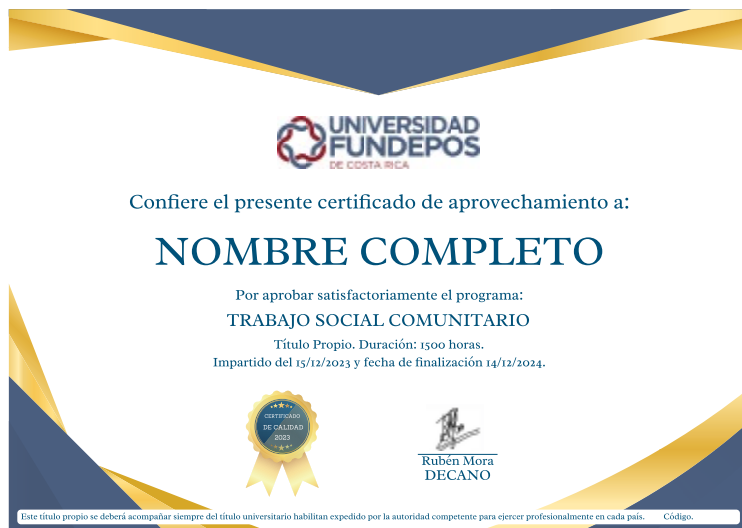 UNIVERSIDAD
FUNDEPOS
DE COSTA RICA
Confiere el presente certificado de aprovechamiento a:
NOMBRE COMPLETO
Por aprobar satisfactoriamente el programa:
TRABAJO SOCIAL COMUNITARIO
Título Propio. Duración: 1500 horas.
Impartido del 15/12/2023 y fecha de finalización 14/12/2024.
CERTIFICADO
DE CALIDAD
2023
Rubén Mora
DECANO
Este título propio se deberá acompañar siempre del título universitario habilitan expedido por la autoridad competente para ejercer profesionalmente en cada país. Código.